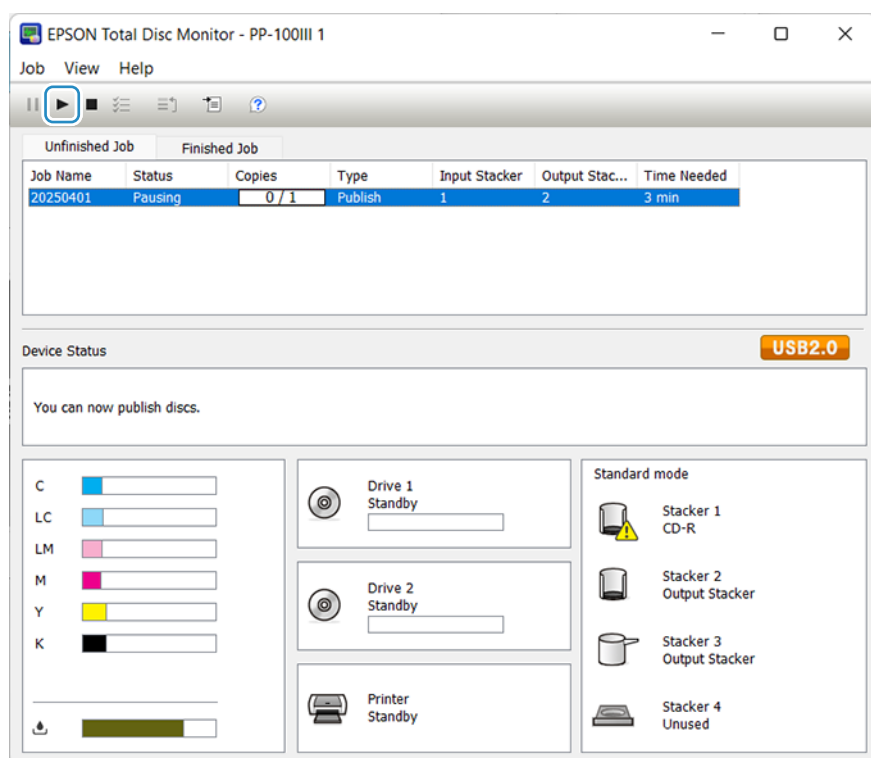 EPSON Total Disc Monitor - PP-100III 1
Job View Help
Unfinished Job Finished Job
Job Name Status Copies Type Input Stacker Output Stac... Time Needed
20250401 Pausing 0 / 1 Publish 1 2 3 min
Device Status USB2.0
You can now publish discs.
C
LC
LM
M
Y
K
Drive 1
Standby
Drive 2
Standby
Printer
Standby
Standard mode
Stacker 1
CD-R
Stacker 2
Output Stacker
Stacker 3
Output Stacker
Stacker 4
Unused